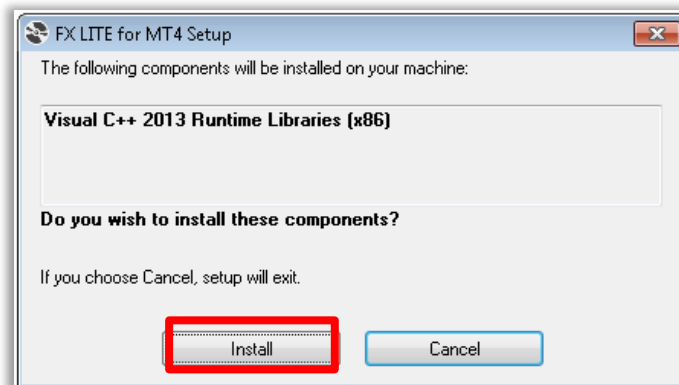 FX LITE for MT4 Setup
The following components will be installed on your machine:
Visual C++ 2013 Runtime Libraries (x86)
Do you wish to install these components?
If you choose Cancel, setup will exit.
Install
Cancel